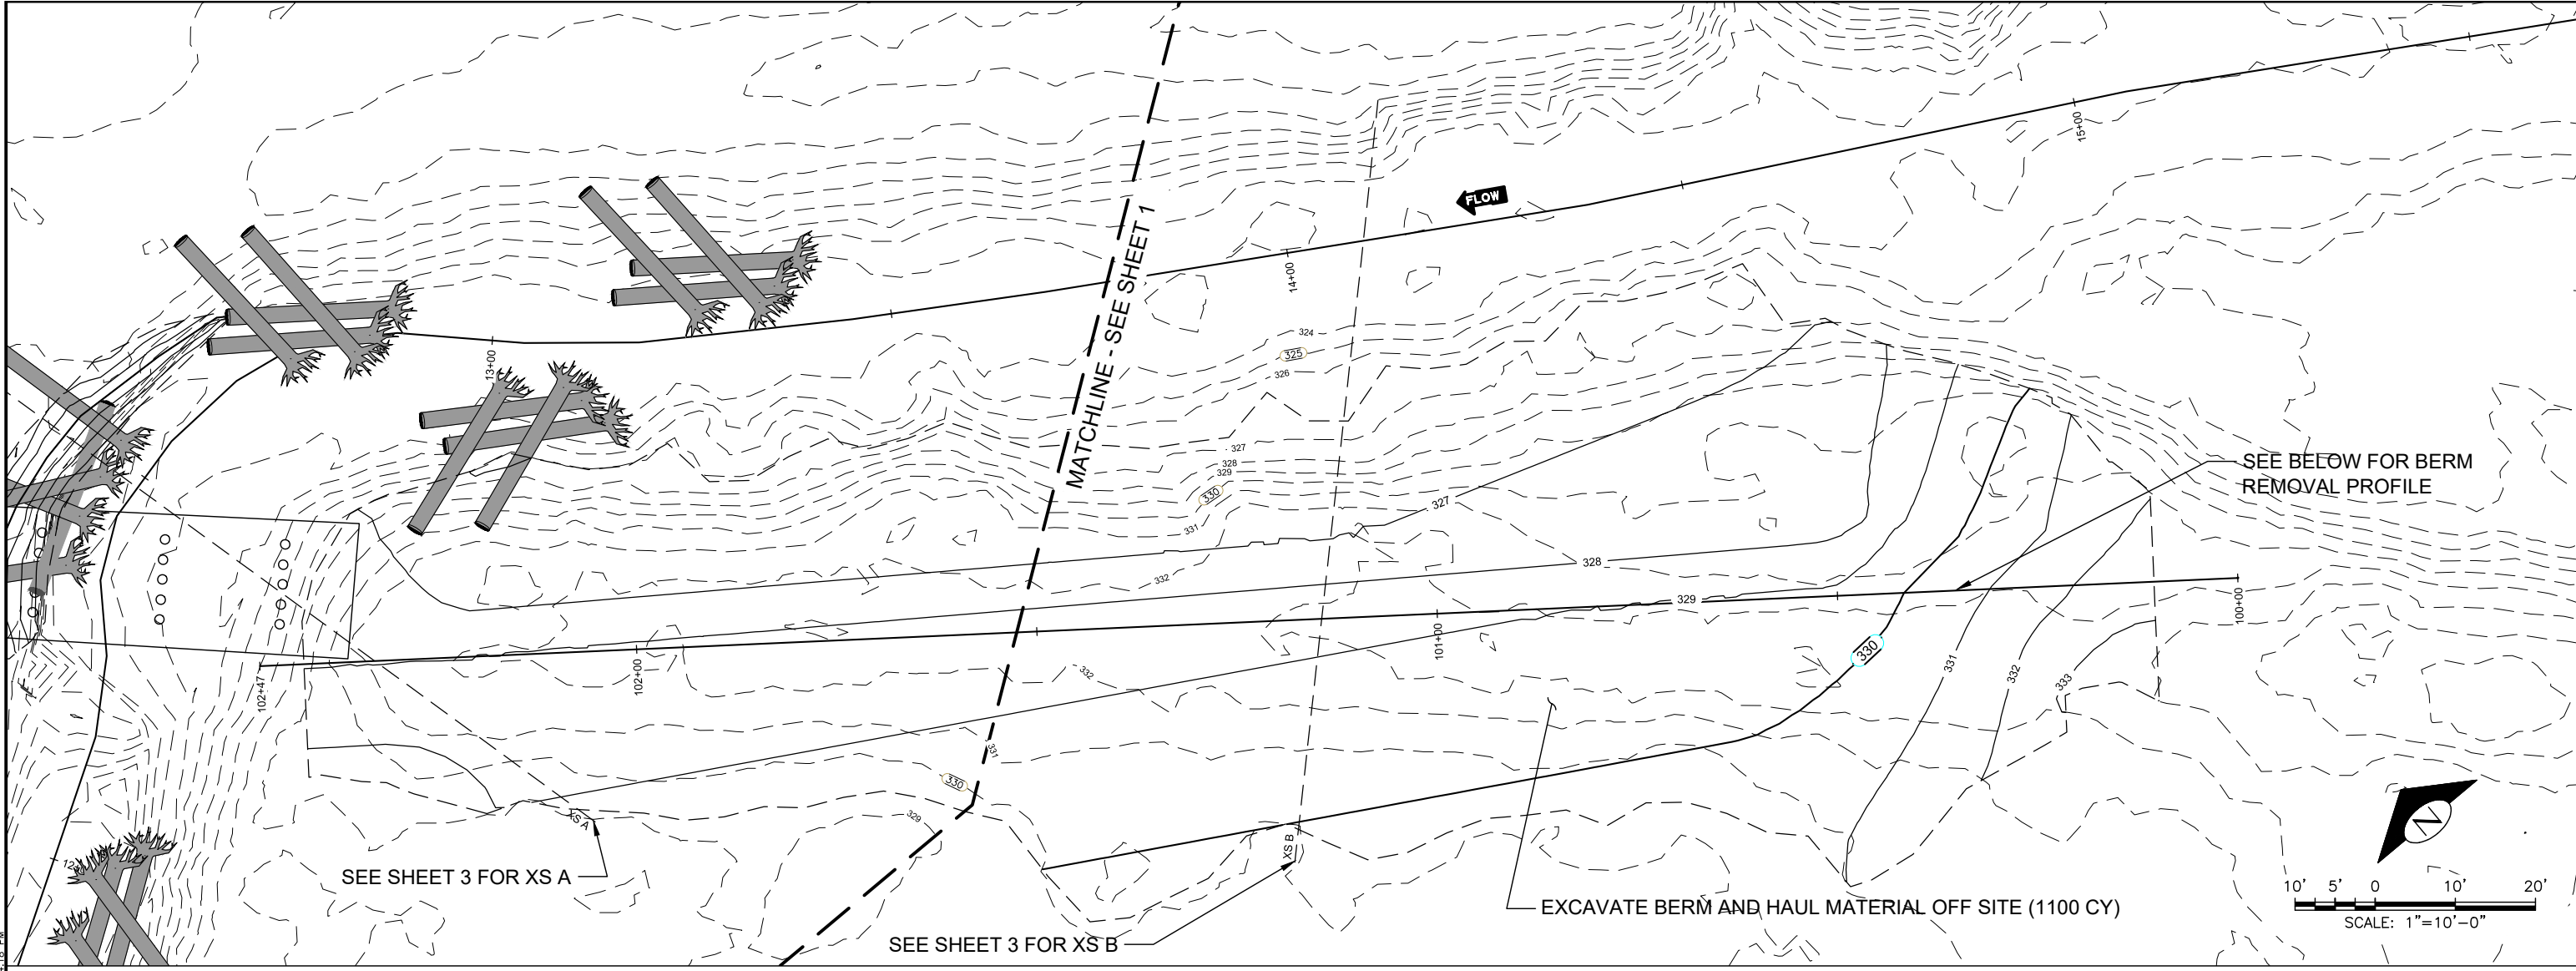 15+00
FLOW
14+00
MATCHLINE - SEE SHEET 1
324
325
326
13+00
327
328
329
330
331
332
327
328
329
SEE BELOW FOR BERM
REMOVAL PROFILE
100+00
101+00
102+00
102+47
330
331
332
333
332
331
330
329
XS A
XS B
SEE SHEET 3 FOR XS A
SEE SHEET 3 FOR XS B
EXCAVATE BERM AND HAUL MATERIAL OFF SITE (1100 CY)
N
10' 5' 0 10' 20'
SCALE: 1"=10'-0"